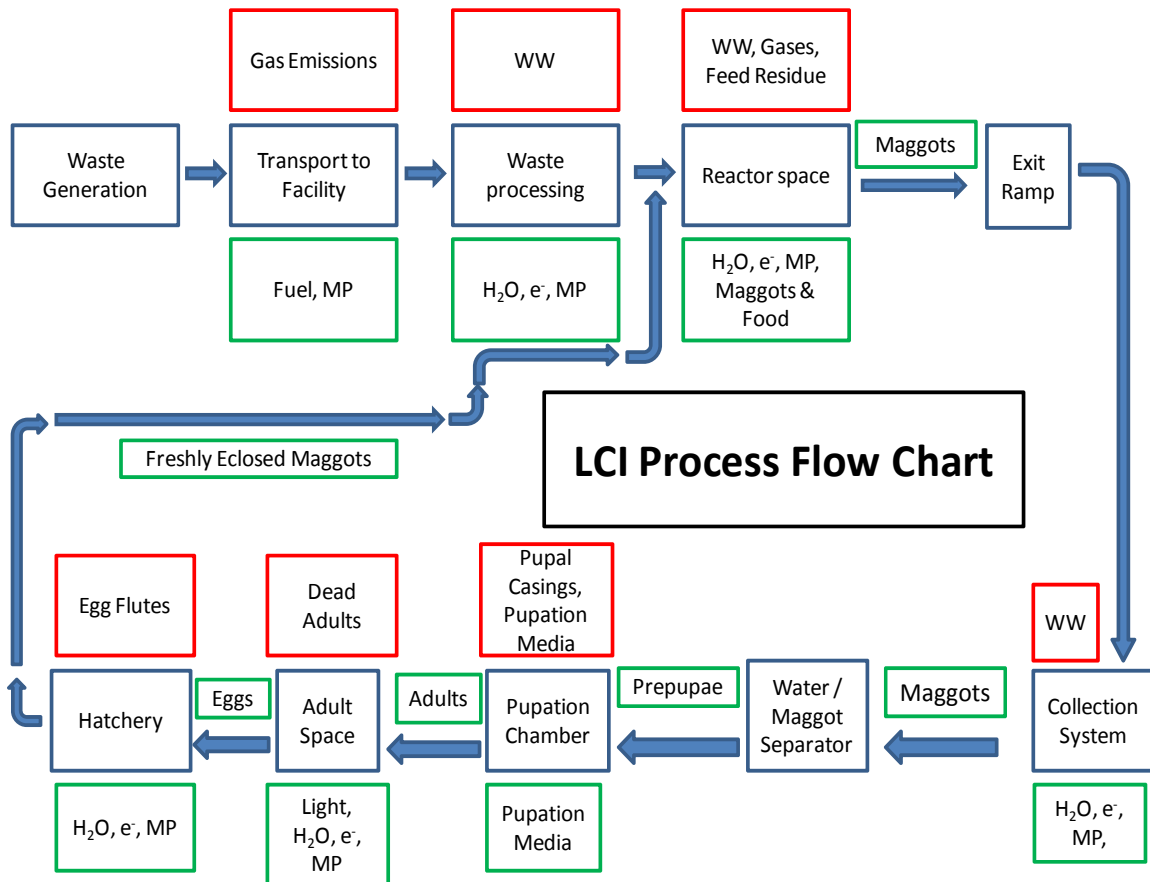 Gas Emissions
WW
WW, Gases,
Feed Residue
Waste
Generation
Transport to
Facility
Waste
processing
Reactor space
Maggots
Exit
Ramp
Fuel, MP
H₂O, e⁻, MP
H₂O, e⁻, MP,
Maggots &
Food
Freshly Eclosed Maggots
LCI Process Flow Chart
Egg Flutes
Dead
Adults
Pupal
Casings,
Pupation
Media
WW
Hatchery
Eggs
Adult
Space
Adults
Pupation
Chamber
Prepupae
Water /
Maggot
Separator
Maggots
Collection
System
H₂O, e⁻, MP
Light,
H₂O, e⁻,
MP
Pupation
Media
H₂O, e⁻,
MP,